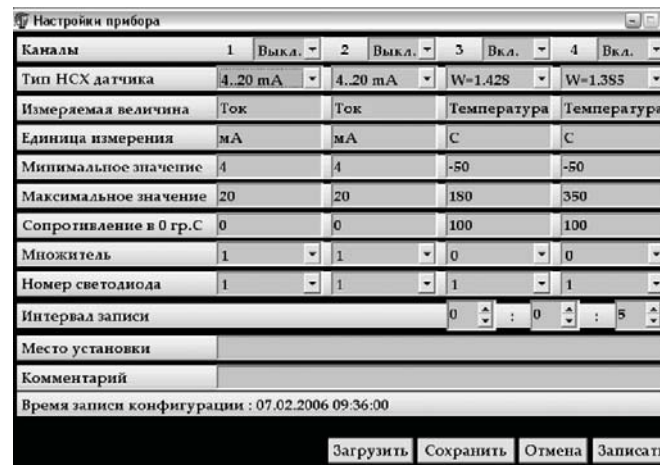 Настройки прибора
Каналы 1 Выкл. 2 Выкл. 3 Вкл. 4 Вкл.
Тип НСХ датчика 4..20 mA 4..20 mA W=1.428 W=1.385
Измеряемая величина Ток Ток Температура Температура
Единица измерения мА мА С С
Минимальное значение 4 4 -50 -50
Максимальное значение 20 20 180 350
Сопротивление в 0 гр.С 0 0 100 100
Множитель 1 1 0 0
Номер светодиода 1 1 1 1
Интервал записи 0 : 0 : 5
Место установки
Комментарий
Время записи конфигурации : 07.02.2006 09:36:00
Загрузить Сохранить Отмена Записать